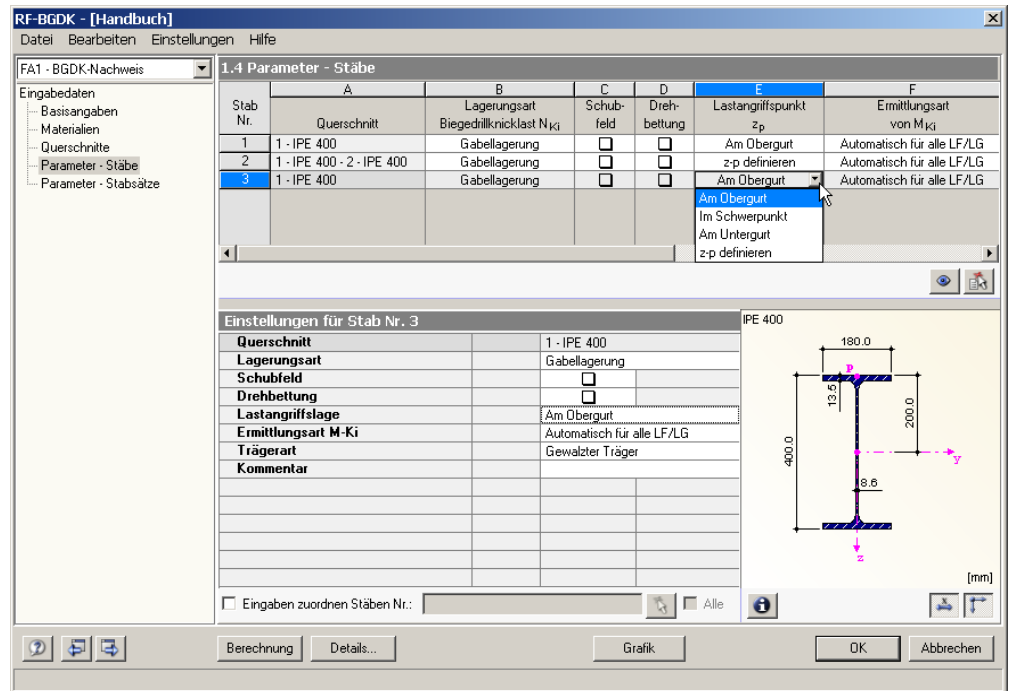 RF-BGDK - [Handbuch]
Datei Bearbeiten Einstellungen Hilfe
FA1 - BGDK-Nachweis
Eingabedaten
Basisangaben
Materialien
Querschnitte
Parameter - Stäbe
Parameter - Stabsätze
1.4 Parameter - Stäbe
A B C D E F
Stab Nr. Querschnitt Lagerungsart Biegedrillknicklast N Ki Schub- feld Dreh- bettung Lastangriffspunkt z p Ermittlungsart von M Ki
1 1 - IPE 400 Gabellagerung Am Obergurt Automatisch für alle LF/LG
2 1 - IPE 400 - 2 - IPE 400 Gabellagerung z-p definieren Automatisch für alle LF/LG
3 1 - IPE 400 Gabellagerung Am Obergurt Automatisch für alle LF/LG
Am Obergurt
Im Schwerpunkt
Am Untergurt
z-p definieren
Einstellungen für Stab Nr. 3
Querschnitt 1 - IPE 400
Lagerungsart Gabellagerung
Schubfeld
Drehbettung
Lastangriffslage Am Obergurt
Ermittlungsart M-Ki Automatisch für alle LF/LG
Trägerart Gewalzter Träger
Kommentar
Eingaben zuordnen Stäben Nr.: Alle
IPE 400
180.0
P
13.5
200.0
400.0
y
8.6
z
[mm]
Berechnung Details... Grafik OK Abbrechen